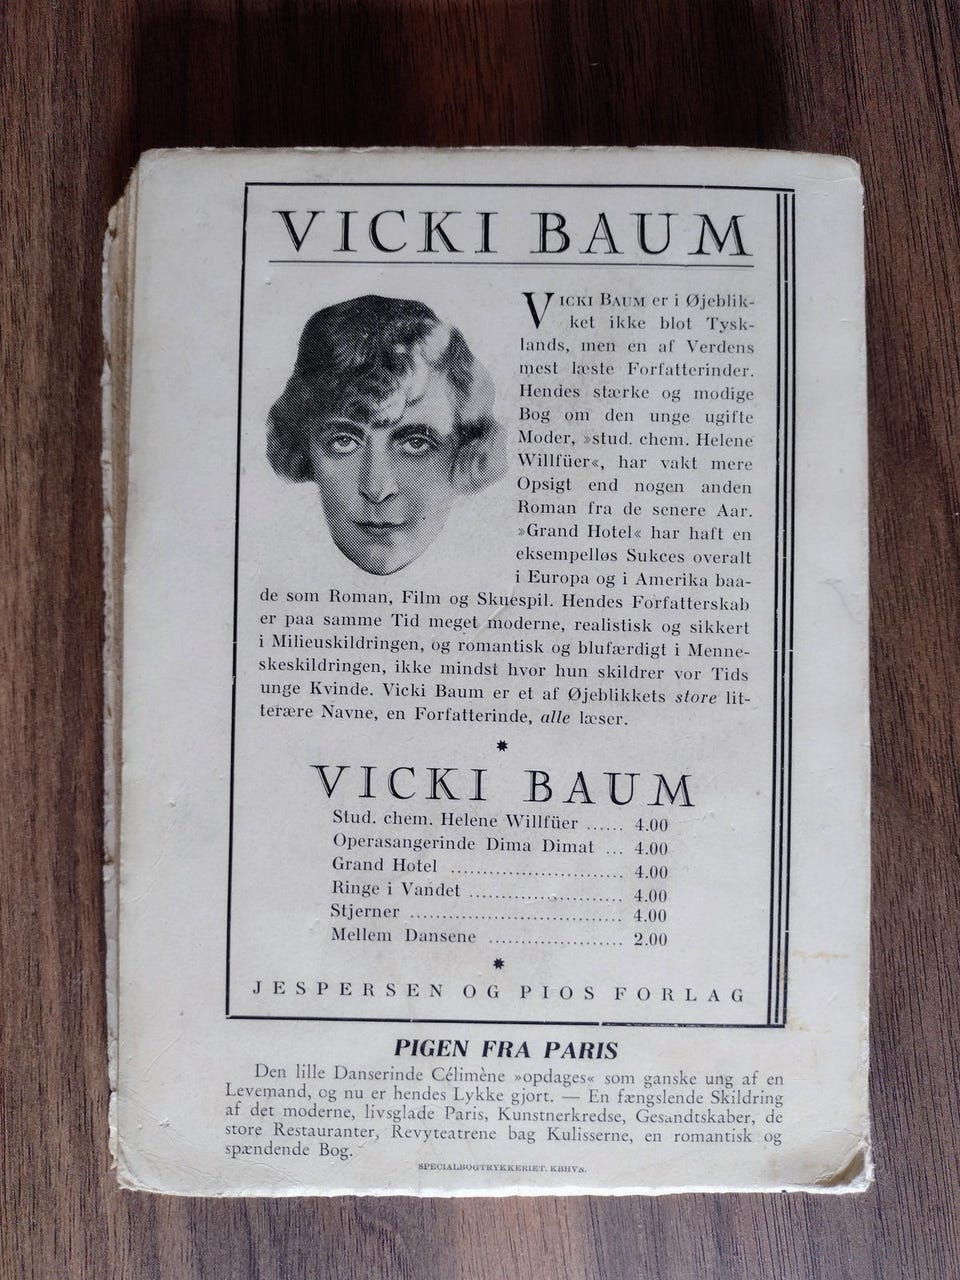 VICKI BAUM
VICKI BAUM er i Øjeblik-
ket ikke blot Tysk-
lands, men en af Verdens
mest læste Forfatterinder.
Hendes stærke og modige
Bog om den unge ugifte
Moder, »stud. chem. Helene
Willfüer«, har vakt mere
Opsigt end nogen anden
Roman fra de senere Aar.
»Grand Hotel« har haft en
eksempelløs Sukces overalt
i Europa og i Amerika baa-
de som Roman, Film og Skuespil. Hendes Forfatterskab
er paa samme Tid meget moderne, realistisk og sikkert
i Milieuskildringen, og romantisk og blufærdigt i Menne-
skeskildringen, ikke mindst hvor hun skildrer vor Tids
unge Kvinde. Vicki Baum er et af Øjeblikkets store lit-
terære Navne, en Forfatterinde, alle læser.
VICKI BAUM
Stud. chem. Helene Willfüer ...... 4.00
Operasangerinde Dima Dimat ... 4.00
Grand Hotel .......................... 4.00
Ringe i Vandet ....................... 4.00
Stjerner ................................ 4.00
Mellem Dansene .................... 2.00
JESPERSEN OG PIOS FORLAG
PIGEN FRA PARIS
Den lille Danserinde Célimène »opdages« som ganske ung af en
Levemand, og nu er hendes Lykke gjort. — En fængslende Skildring
af det moderne, livsglade Paris, Kunstnerkredse, Gesandtskaber, de
store Restauranter, Revyteatrene bag Kulisserne, en romantisk og
spændende Bog.
SPECIALBOGTRYKKERIET. KBHVN.